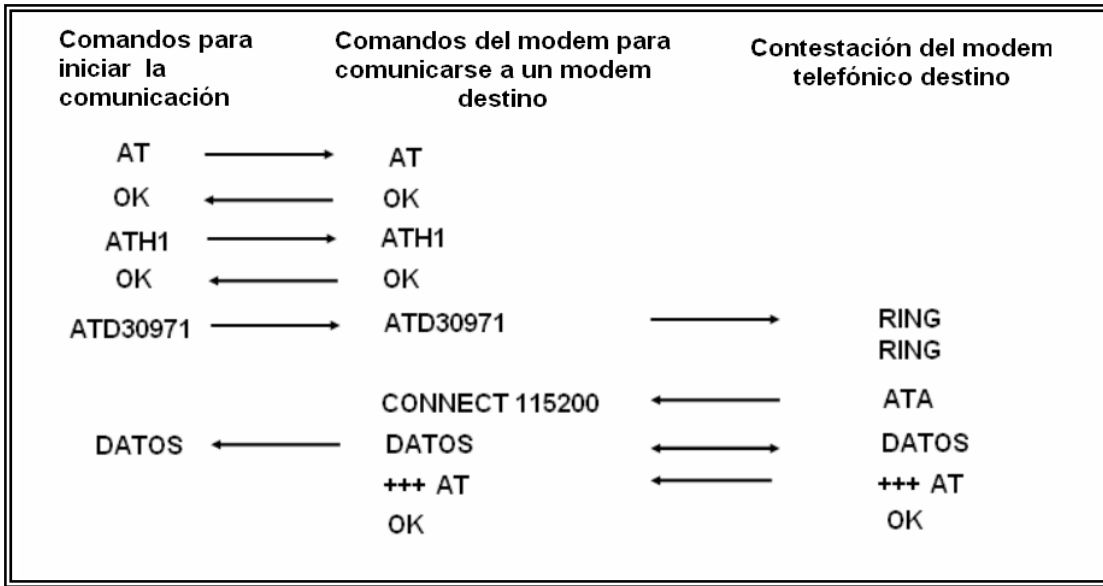 Comandos para
iniciar la
comunicación
Comandos del modem para
comunicarse a un modem
destino
Contestación del modem
telefónico destino
AT AT
OK OK
ATH1 ATH1
OK OK
ATD30971 ATD30971 RING
RING
CONNECT 115200 ATA
DATOS DATOS DATOS
+++ AT +++ AT
OK OK